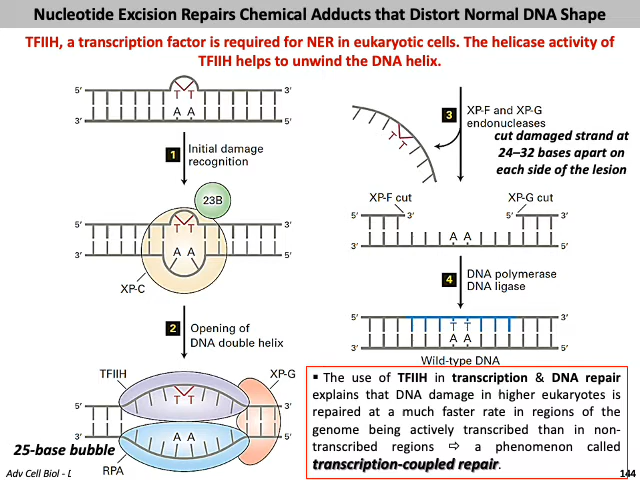 Nucleotide Excision Repairs Chemical Adducts that Distort Normal DNA Shape
TFIIH, a transcription factor is required for NER in eukaryotic cells. The helicase activity of
TFIIH helps to unwind the DNA helix.
5′ 3′
T T
A A
3′ 5′
1 Initial damage
recognition
23B
5′ 3′
T T
A A
3′ 5′
XP-C
2 Opening of
DNA double helix
TFIIH XP-G
5′ 3′
T T
A A
3′ 5′
25-base bubble
RPA
Adv Cell Biol - D
T T
3 XP-F and XP-G
endonucleases
cut damaged strand at
24–32 bases apart on
each side of the lesion
XP-F cut XP-G cut
5′ 3′ 5′ 3′
A A
3′ 5′
4 DNA polymerase
DNA ligase
5′ 3′
T T
A A
3′ 5′
Wild-type DNA
▪ The use of TFIIH in transcription & DNA repair
explains that DNA damage in higher eukaryotes is
repaired at a much faster rate in regions of the
genome being actively transcribed than in non-
transcribed regions ⇨ a phenomenon called
transcription-coupled repair.
144